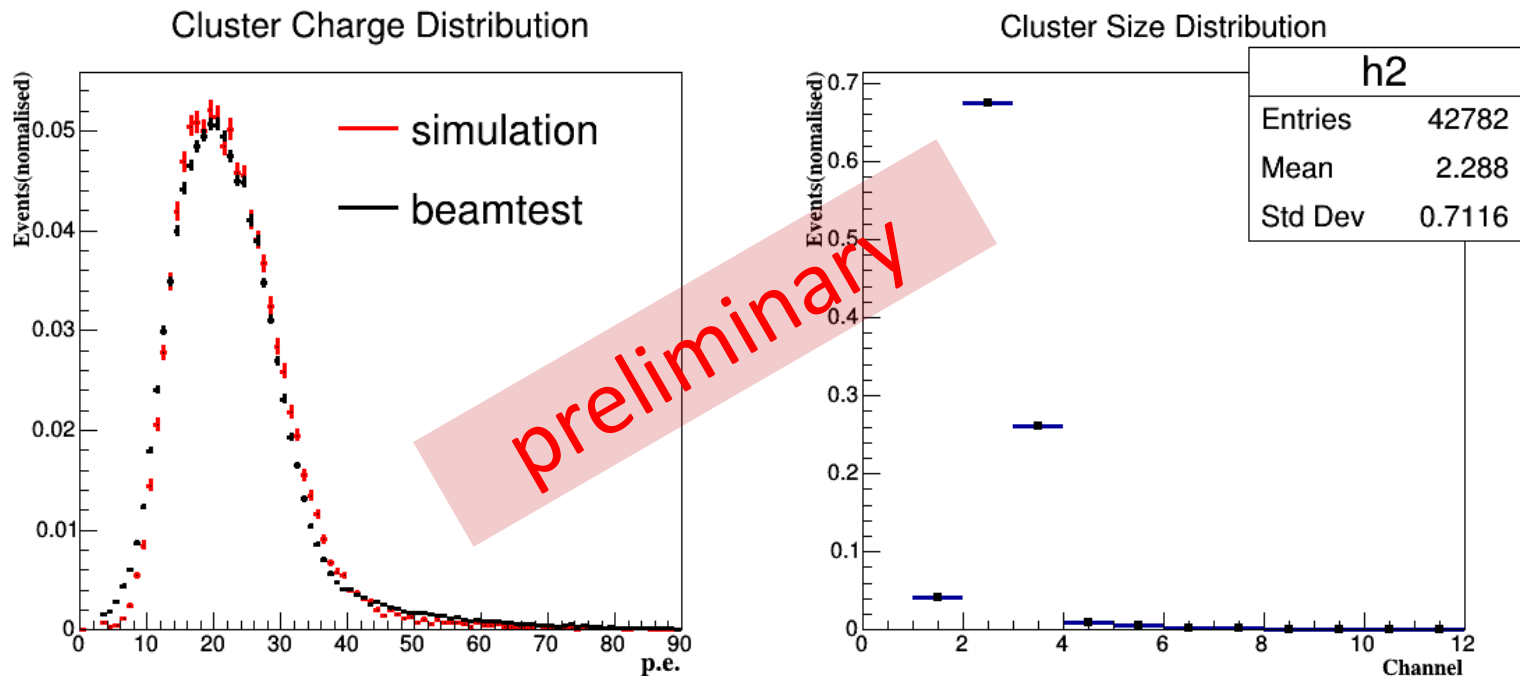 Cluster Charge Distribution
Events(nomalised)
0.05
0.04
0.03
0.02
0.01
0
simulation
beamtest
0 10 20 30 40 50 60 70 80 90
p.e.
preliminary
Cluster Size Distribution
Events(nomalised)
0.7
0.6
0.5
0.4
0.3
0.2
0.1
0
h2
Entries 42782
Mean 2.288
Std Dev 0.7116
0 2 4 6 8 10 12
Channel